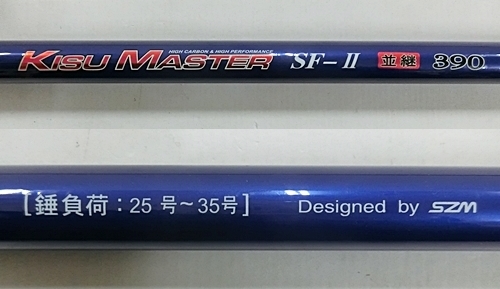 HIGH CARBON & HIGH PERFORMANCE
KISU MASTER SF-II 並継 390
[錘負荷:25号~35号] Designed by SZM